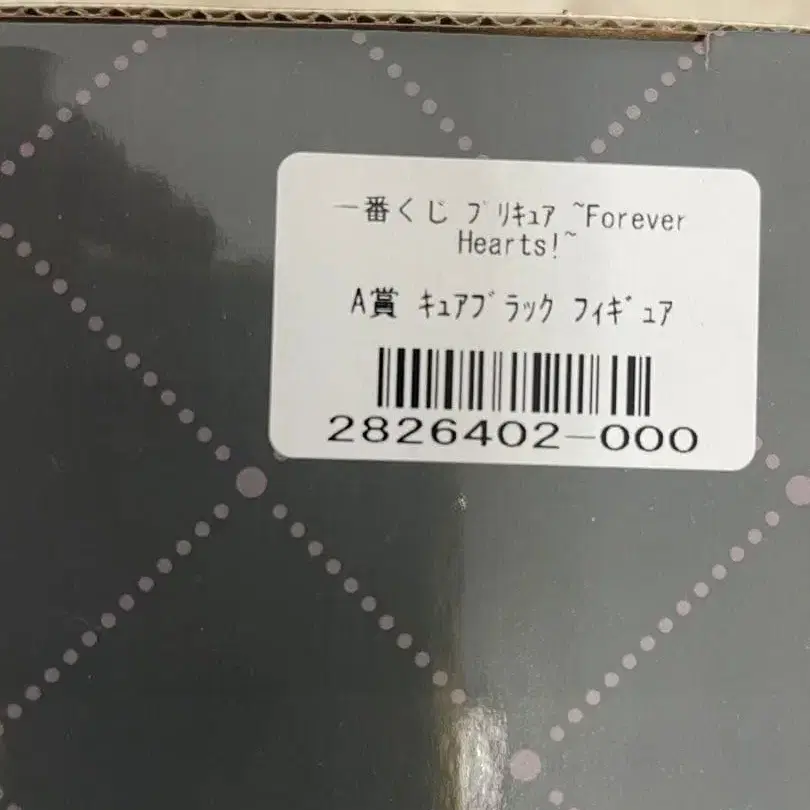 一番くじ ﾌﾟﾘｷｭｱ ~Forever
Hearts!~
A賞 ｷｭｱﾌﾞﾗｯｸ ﾌｨｷﾞｭｱ
2826402-000